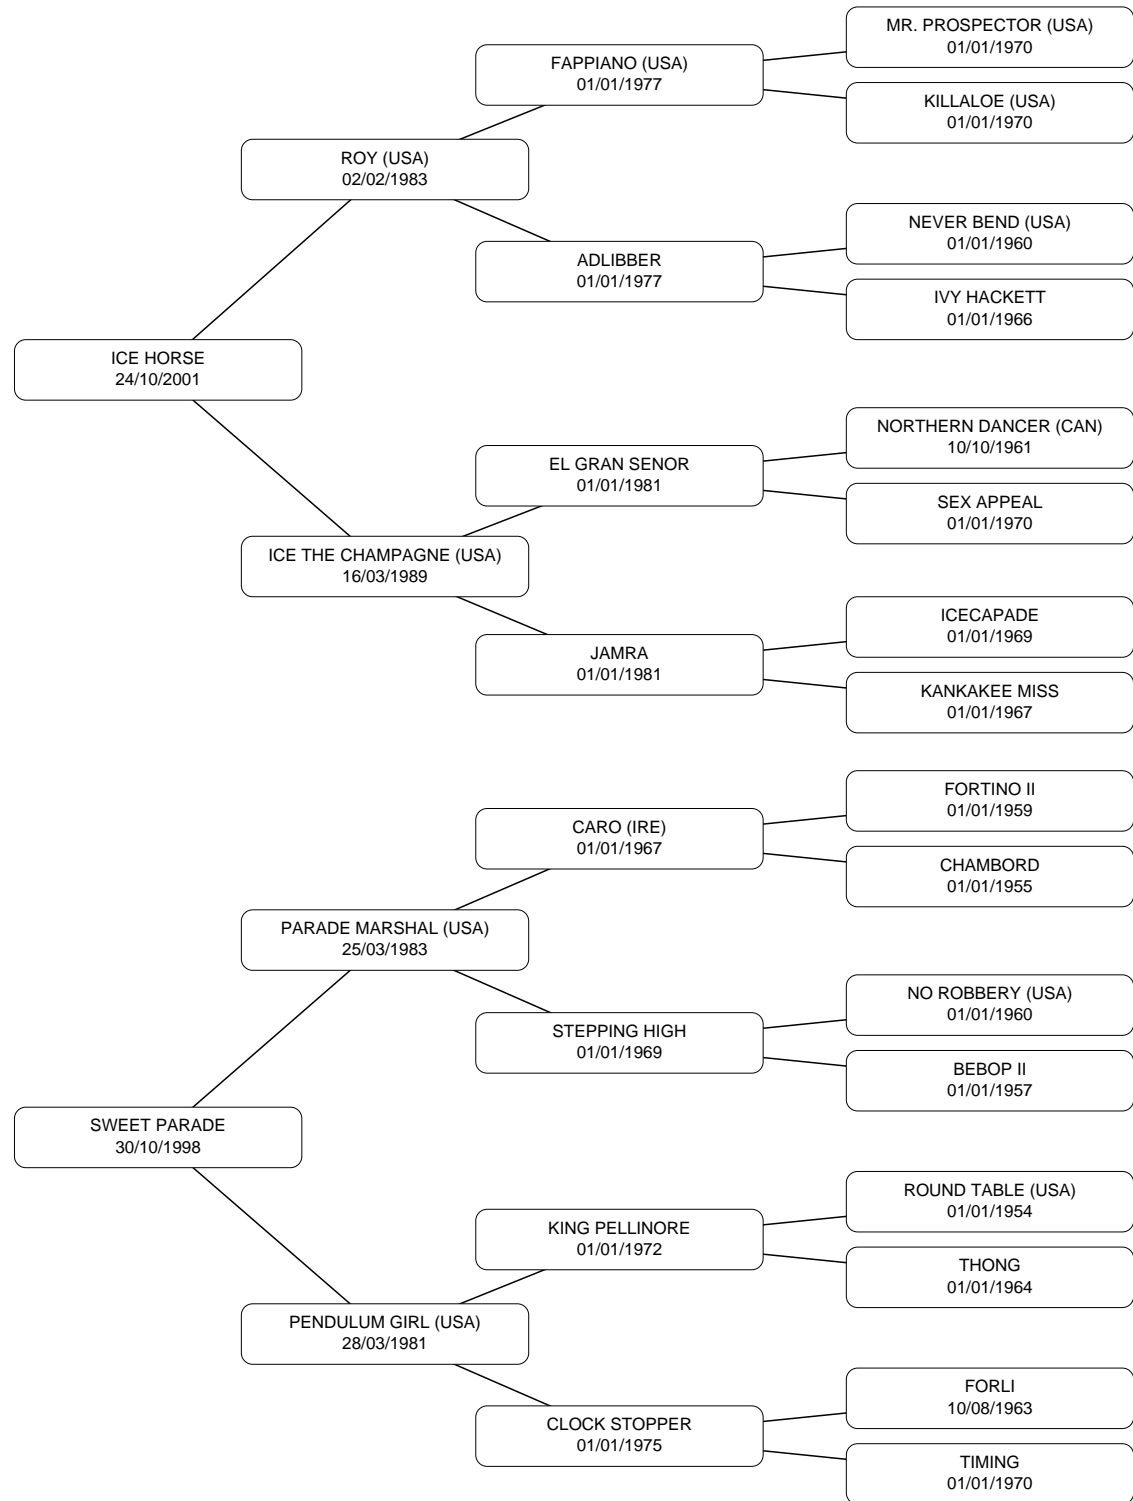 MR. PROSPECTOR (USA)
01/01/1970
FAPPIANO (USA)
01/01/1977
KILLALOE (USA)
01/01/1970
ROY (USA)
02/02/1983
NEVER BEND (USA)
01/01/1960
ADLIBBER
01/01/1977
IVY HACKETT
01/01/1966
ICE HORSE
24/10/2001
NORTHERN DANCER (CAN)
10/10/1961
EL GRAN SENOR
01/01/1981
SEX APPEAL
01/01/1970
ICE THE CHAMPAGNE (USA)
16/03/1989
ICECAPADE
01/01/1969
JAMRA
01/01/1981
KANKAKEE MISS
01/01/1967
FORTINO II
01/01/1959
CARO (IRE)
01/01/1967
CHAMBORD
01/01/1955
PARADE MARSHAL (USA)
25/03/1983
NO ROBBERY (USA)
01/01/1960
STEPPING HIGH
01/01/1969
BEBOP II
01/01/1957
SWEET PARADE
30/10/1998
ROUND TABLE (USA)
01/01/1954
KING PELLINORE
01/01/1972
THONG
01/01/1964
PENDULUM GIRL (USA)
28/03/1981
FORLI
10/08/1963
CLOCK STOPPER
01/01/1975
TIMING
01/01/1970